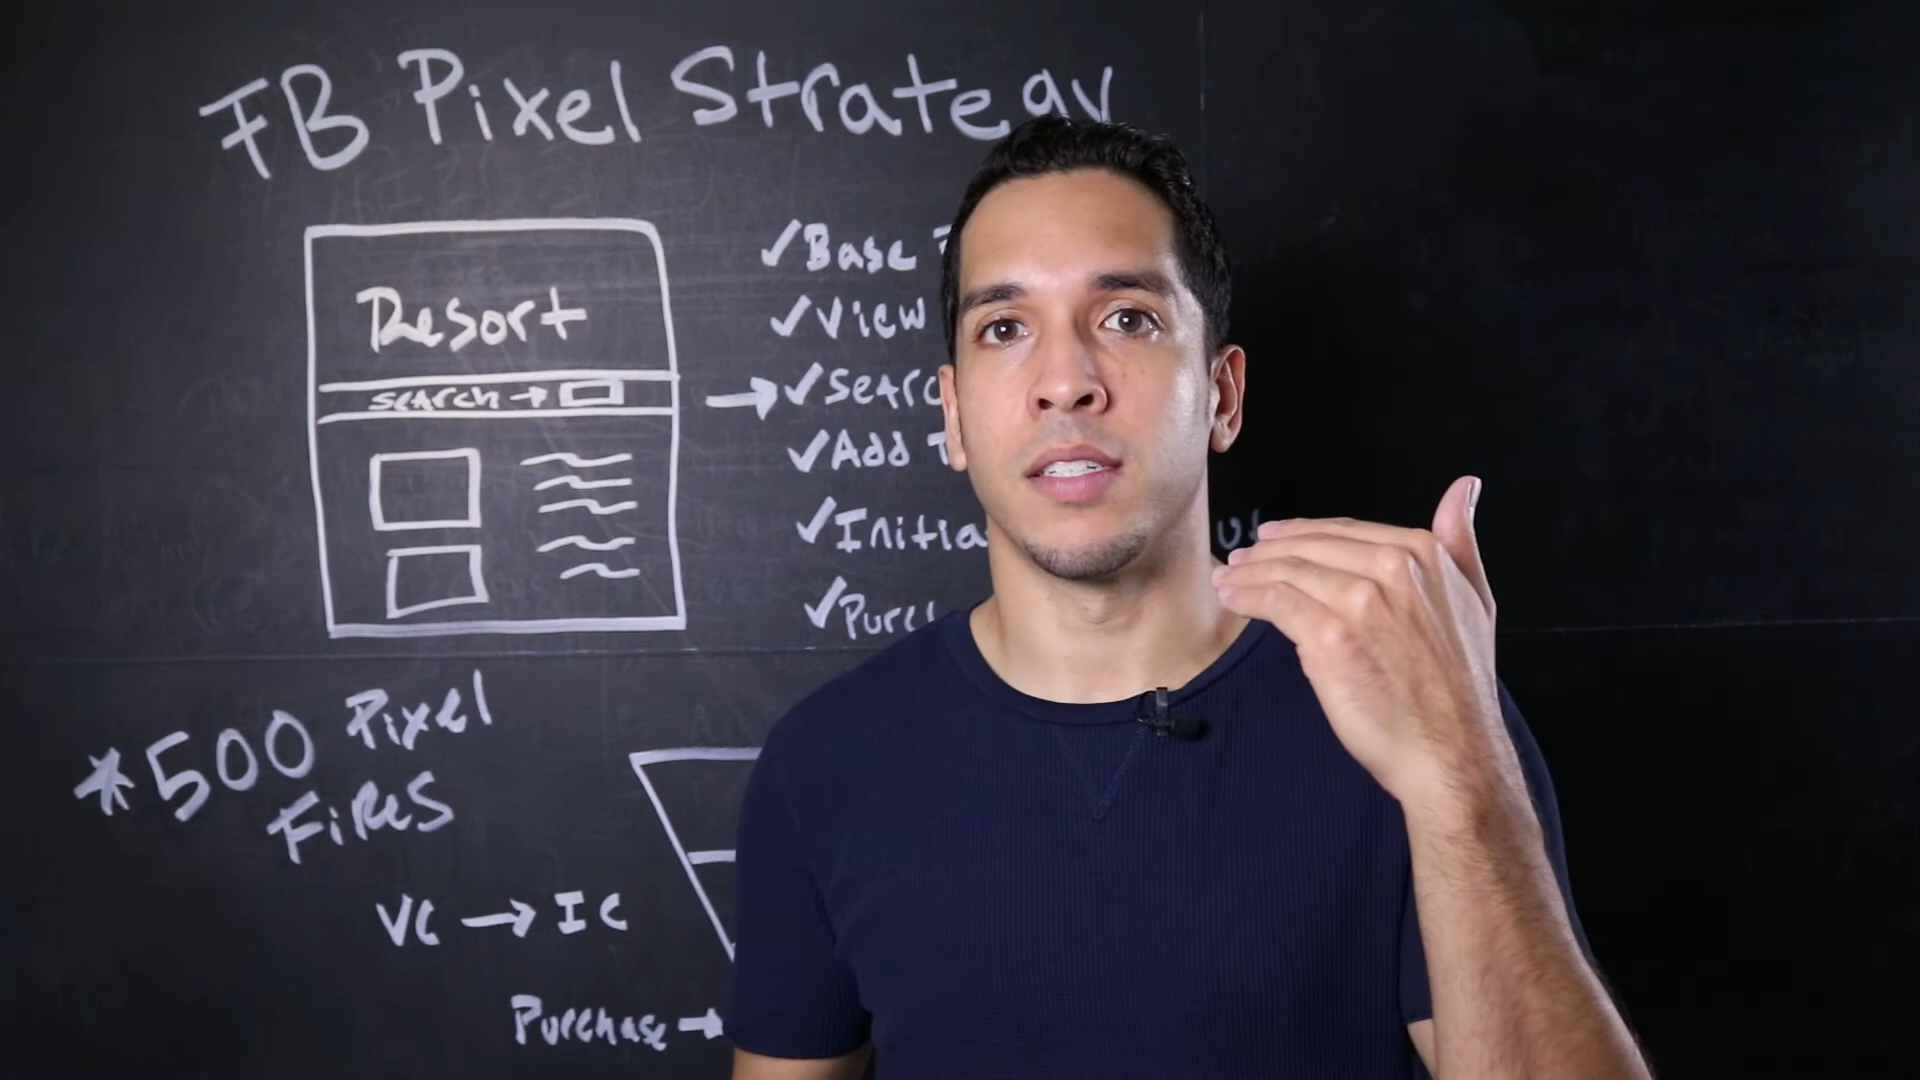 FB Pixel Strategy
Resort
search →
✓Base
✓View
→ ✓Searc
✓Add T
✓Initia
✓Purc
*500 Pixel
Fires
VC → IC
Purchase →